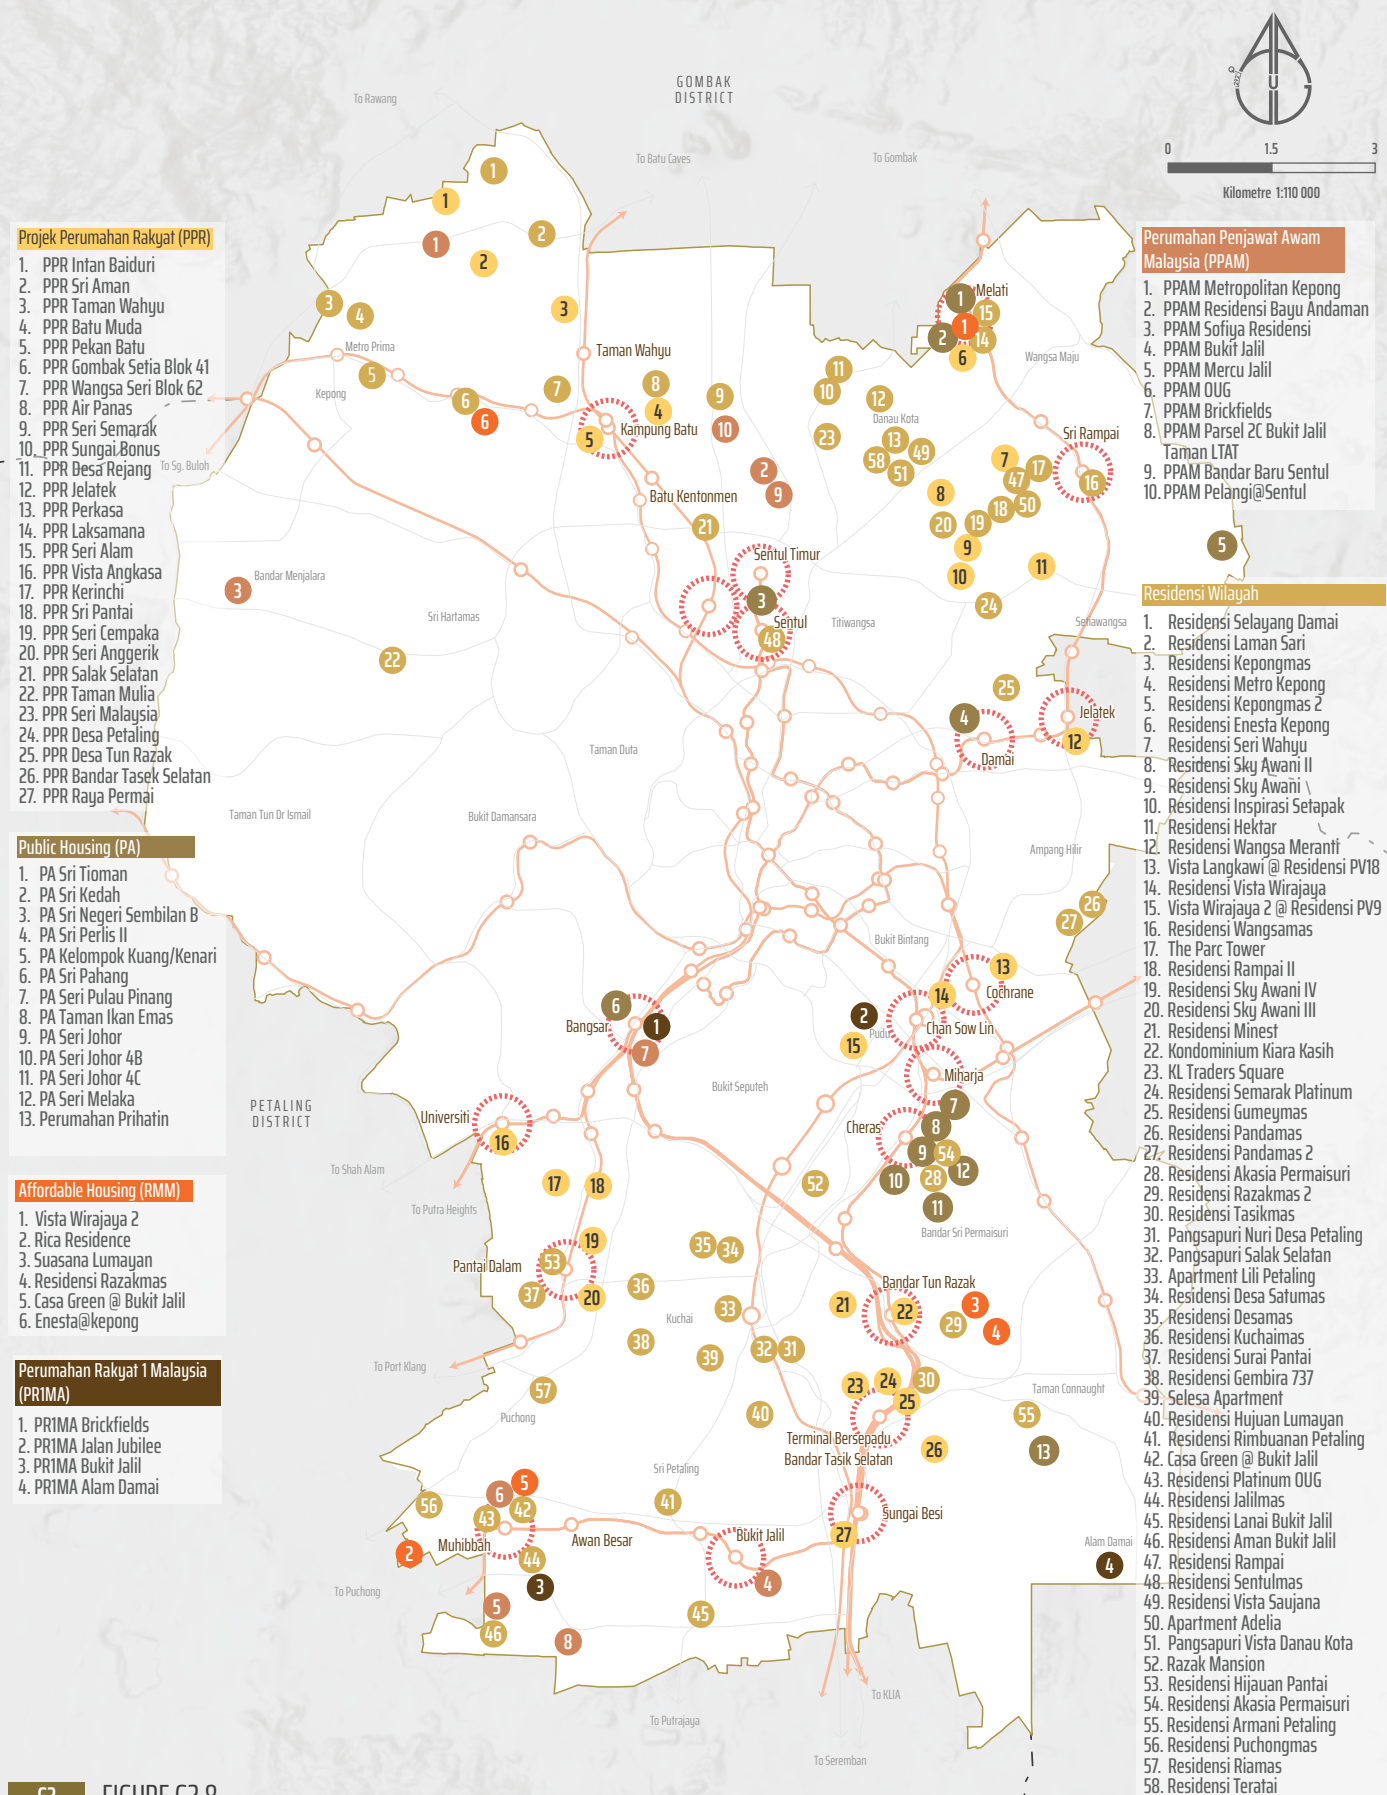 GOMBAK
DISTRICT
To Rawang
To Batu Caves
To Gombak
U
0 1.5 3
Kilometre 1:110 000
Projek Perumahan Rakyat (PPR)
1. PPR Intan Baiduri
2. PPR Sri Aman
3. PPR Taman Wahyu
4. PPR Batu Muda
5. PPR Pekan Batu
6. PPR Gombak Setia Blok 41
7. PPR Wangsa Seri Blok 62
8. PPR Air Panas
9. PPR Seri Semarak
10. PPR Sungai Bonus
11. PPR Desa Rejang
12. PPR Jelatek
13. PPR Perkasa
14. PPR Laksamana
15. PPR Seri Alam
16. PPR Vista Angkasa
17. PPR Kerinchi
18. PPR Sri Pantai
19. PPR Seri Cempaka
20. PPR Seri Anggerik
21. PPR Salak Selatan
22. PPR Taman Mulia
23. PPR Seri Malaysia
24. PPR Desa Petaling
25. PPR Desa Tun Razak
26. PPR Bandar Tasek Selatan
27. PPR Raya Permai
Public Housing (PA)
1. PA Sri Tioman
2. PA Sri Kedah
3. PA Sri Negeri Sembilan B
4. PA Sri Perlis II
5. PA Kelompok Kuang/Kenari
6. PA Sri Pahang
7. PA Seri Pulau Pinang
8. PA Taman Ikan Emas
9. PA Seri Johor
10. PA Seri Johor 4B
11. PA Seri Johor 4C
12. PA Seri Melaka
13. Perumahan Prihatin
Affordable Housing (RMM)
1. Vista Wirajaya 2
2. Rica Residence
3. Suasana Lumayan
4. Residensi Razakmas
5. Casa Green @ Bukit Jalil
6. Enesta@kepong
Perumahan Rakyat 1 Malaysia
(PR1MA)
1. PR1MA Brickfields
2. PR1MA Jalan Jubilee
3. PR1MA Bukit Jalil
4. PR1MA Alam Damai
Perumahan Penjawat Awam
Malaysia (PPAM)
1. PPAM Metropolitan Kepong
2. PPAM Residensi Bayu Andaman
3. PPAM Sofiya Residensi
4. PPAM Bukit Jalil
5. PPAM Mercu Jalil
6. PPAM OUG
7. PPAM Brickfields
8. PPAM Parsel 2C Bukit Jalil
Taman LTAT
9. PPAM Bandar Baru Sentul
10. PPAM Pelangi@Sentul
Residensi Wilayah
1. Residensi Selayang Damai
2. Residensi Laman Sari
3. Residensi Kepongmas
4. Residensi Metro Kepong
5. Residensi Kepongmas 2
6. Residensi Enesta Kepong
7. Residensi Seri Wahyu
8. Residensi Sky Awani II
9. Residensi Sky Awani
10. Residensi Inspirasi Setapak
11. Residensi Hektar
12. Residensi Wangsa Meranti
13. Vista Langkawi @ Residensi PV18
14. Residensi Vista Wirajaya
15. Vista Wirajaya 2 @ Residensi PV9
16. Residensi Wangsamas
17. The Parc Tower
18. Residensi Rampai II
19. Residensi Sky Awani IV
20. Residensi Sky Awani III
21. Residensi Minest
22. Kondominium Kiara Kasih
23. KL Traders Square
24. Residensi Semarak Platinum
25. Residensi Gumeymas
26. Residensi Pandamas
27. Residensi Pandamas 2
28. Residensi Akasia Permaisuri
29. Residensi Razakmas 2
30. Residensi Tasikmas
31. Pangsapuri Nuri Desa Petaling
32. Pangsapuri Salak Selatan
33. Apartment Lili Petaling
34. Residensi Desa Satumas
35. Residensi Desamas
36. Residensi Kuchaimas
37. Residensi Surai Pantai
38. Residensi Gembira 737
39. Selesa Apartment
40. Residensi Hujuan Lumayan
41. Residensi Rimbuanan Petaling
42. Casa Green @ Bukit Jalil
43. Residensi Platinum OUG
44. Residensi Jalilmas
45. Residensi Lanai Bukit Jalil
46. Residensi Aman Bukit Jalil
47. Residensi Rampai
48. Residensi Sentulmas
49. Residensi Vista Saujana
50. Apartment Adelia
51. Pangsapuri Vista Danau Kota
52. Razak Mansion
53. Residensi Hijauan Pantai
54. Residensi Akasia Permaisuri
55. Residensi Armani Petaling
56. Residensi Puchongmas
57. Residensi Riamas
58. Residensi Teratai
Metro Prima
Kepong
Taman Wahyu
Kampung Batu
Batu Kentonmen
Melati
Wangsa Maju
Danau Kota
Sri Rampai
To Sg. Buloh
Bandar Menjalara
Sri Hartamas
Sentul Timur
Sentul
Titiwangsa
Setiawangsa
Jelatek
Damai
Taman Duta
Taman Tun Dr Ismail
Bukit Damansara
Ampang Hilir
Bukit Bintang
Cochrane
Chan Sow Lin
Pudu
Bangsar
Miharja
Bukit Seputeh
PETALING
DISTRICT
Universiti
Cheras
To Shah Alam
To Putra Heights
Bandar Sri Permaisuri
Pantai Dalam
Bandar Tun Razak
Kuchai
To Port Klang
Puchong
Taman Connaught
Terminal Bersepadu
Bandar Tasik Selatan
Sri Petaling
Sungai Besi
Muhibbah
Awan Besar
Bukit Jalil
Alam Damai
To Puchong
To KLIA
To Putrajaya
To Seremban
FIGURE C3.8